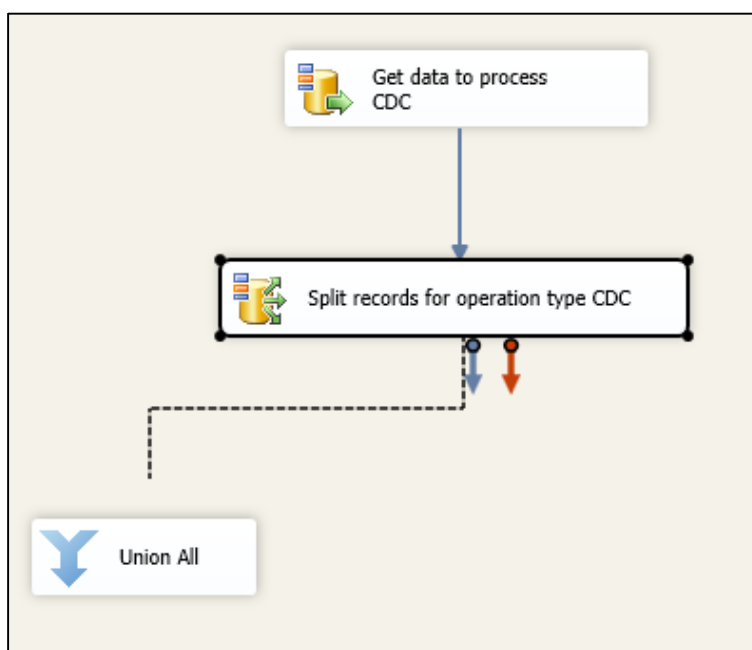 Get data to process
CDC
Split records for operation type CDC
Union All